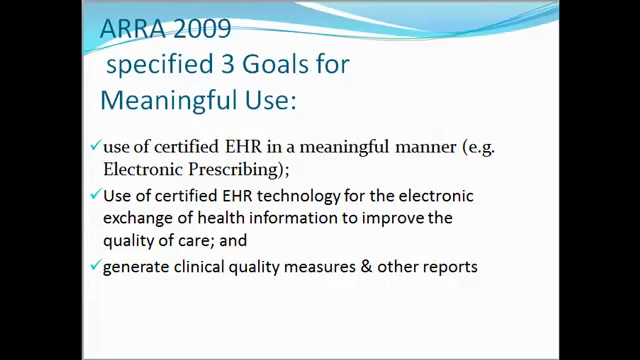 ARRA 2009
specified 3 Goals for
Meaningful Use:
✓use of certified EHR in a meaningful manner (e.g.
Electronic Prescribing);
✓Use of certified EHR technology for the electronic
exchange of health information to improve the
quality of care; and
✓generate clinical quality measures & other reports